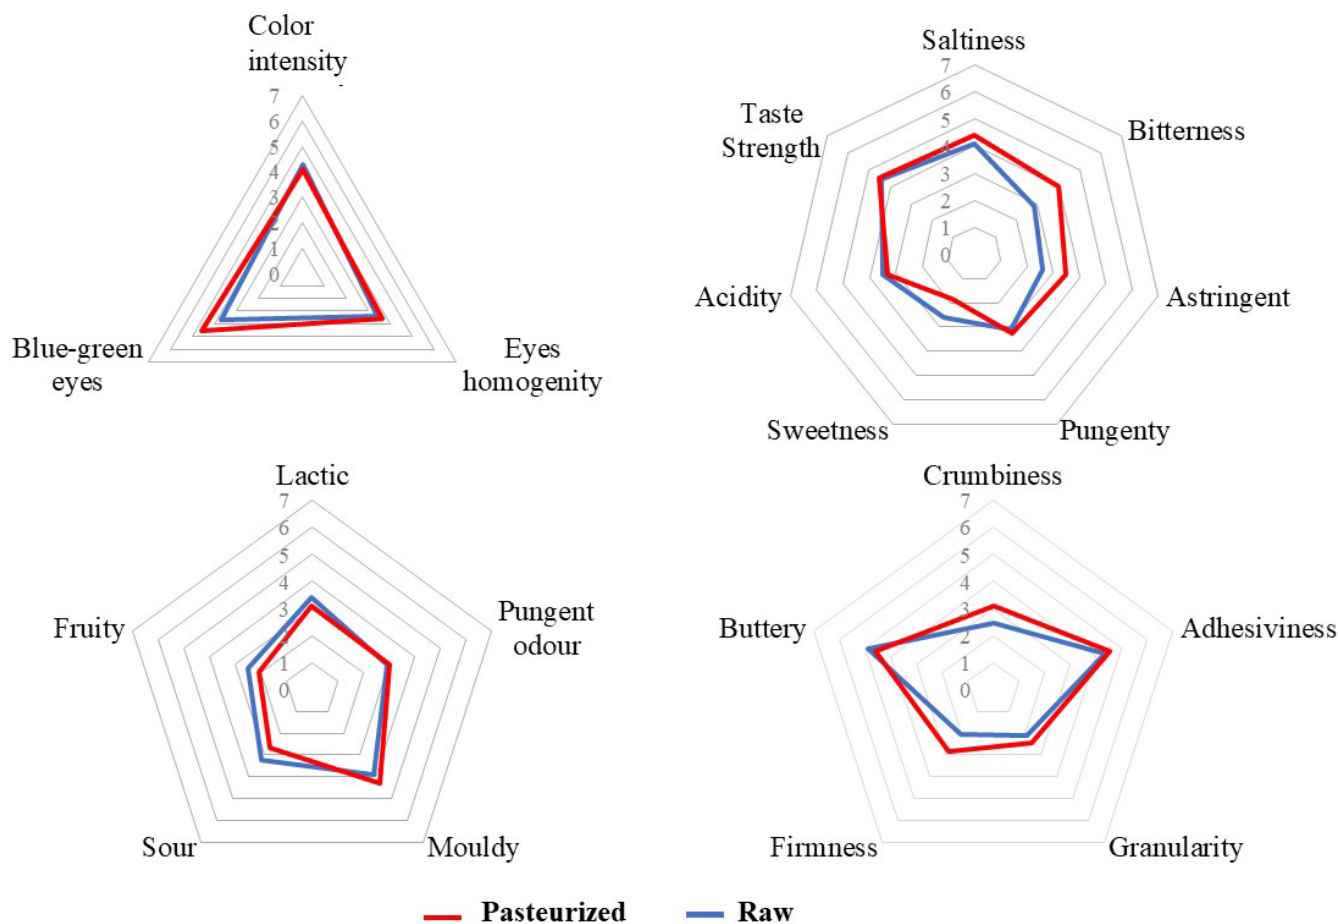 Color
intensity
7
6
5
4
3
2
1
0
Blue-green
eyes
Eyes
homogenity
Saltiness
7
6
5
4
3
2
1
0
Taste
Strength
Bitterness
Acidity
Astringent
Sweetness
Pungenty
Lactic
7
6
5
4
3
2
1
0
Fruity
Pungent
odour
Sour
Mouldy
Crumbiness
7
6
5
4
3
2
1
0
Buttery
Adhesiviness
Firmness
Granularity
Pasteurized
Raw